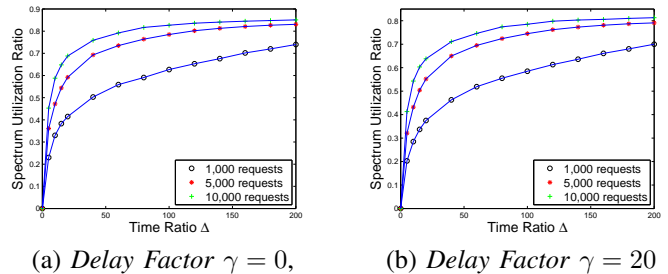 Spectrum Utilization Ratio
0.9
0.8
0.7
0.6
0.5
0.4
0.3
0.2
0.1
0
0 50 100 150 200
Time Ratio Δ
1,000 requests
5,000 requests
10,000 requests
(a) Delay Factor γ = 0,
Spectrum Utilization Ratio
0.8
0.7
0.6
0.5
0.4
0.3
0.2
0.1
0
0 50 100 150 200
Time Ratio Δ
1,000 requests
5,000 requests
10,000 requests
(b) Delay Factor γ = 20